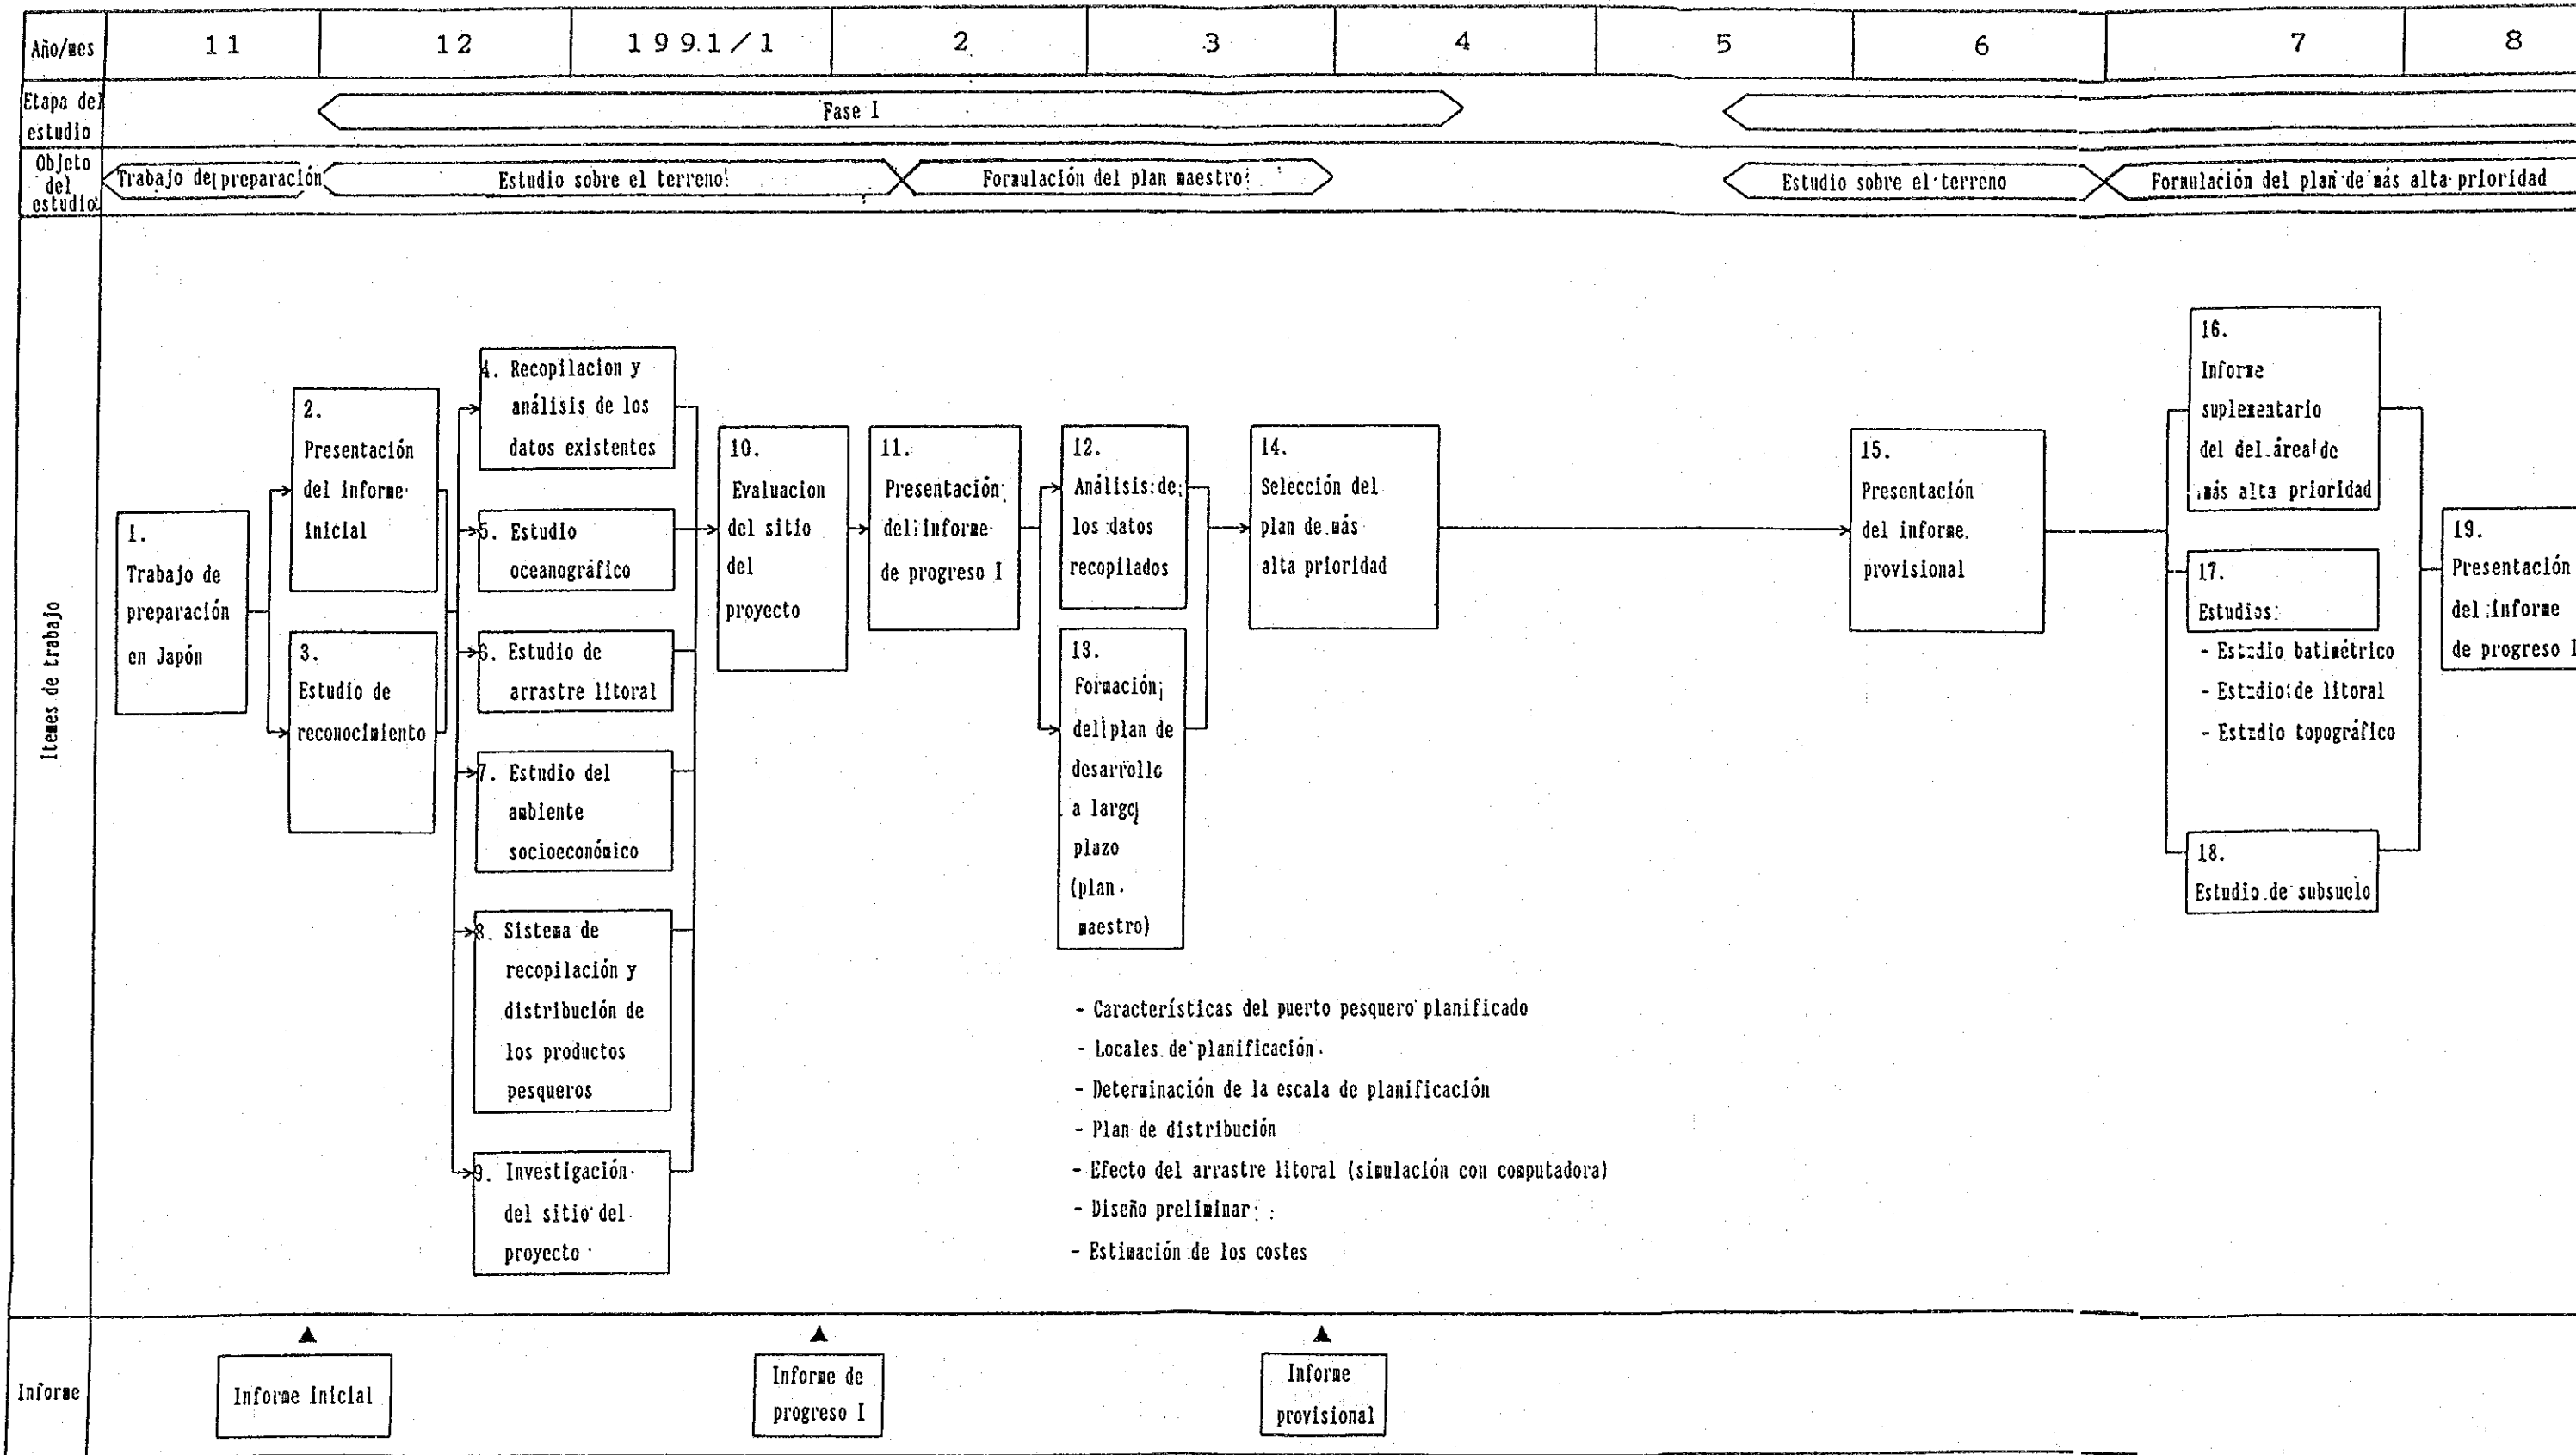 Año/mes 11 12 1991/1 2 3 4 5 6 7 8
Etapa del
estudio
Fase I
Objeto
del
estudio
Trabajo de preparación
Estudio sobre el terreno
Formulación del plan maestro
Estudio sobre el terreno
Formulación del plan de más alta prioridad
Itemes de trabajo
1.
Trabajo de
preparación
en Japón
2.
Presentación
del informe
inicial
3.
Estudio de
reconocimiento
4. Recopilacion y
análisis de los
datos existentes
5. Estudio
oceanográfico
6. Estudio de
arrastre litoral
7. Estudio del
ambiente
socioeconómico
8. Sistema de
recopilación y
distribución de
los productos
pesqueros
9. Investigación
del sitio del
proyecto
10.
Evaluacion
del sitio
del
proyecto
11.
Presentación
del informe
de progreso I
12.
Análisis de
los datos
recopilados
13.
Formación
del plan de
desarrollo
a largo
plazo
(plan
maestro)
14.
Selección del
plan de más
alta prioridad
- Características del puerto pesquero planificado
- Locales de planificación
- Determinación de la escala de planificación
- Plan de distribución
- Efecto del arrastre litoral (simulación con computadora)
- Diseño preliminar
- Estimación de los costes
15.
Presentación
del informe
provisional
16.
Informe
suplementario
del del área de
más alta prioridad
17.
Estudios
- Estudio batimétrico
- Estudio de litoral
- Estudio topográfico
18.
Estudio de subsuelo
19.
Presentación
del informe
de progreso
Informe
▲
Informe inicial
▲
Informe de
progreso I
▲
Informe
provisional